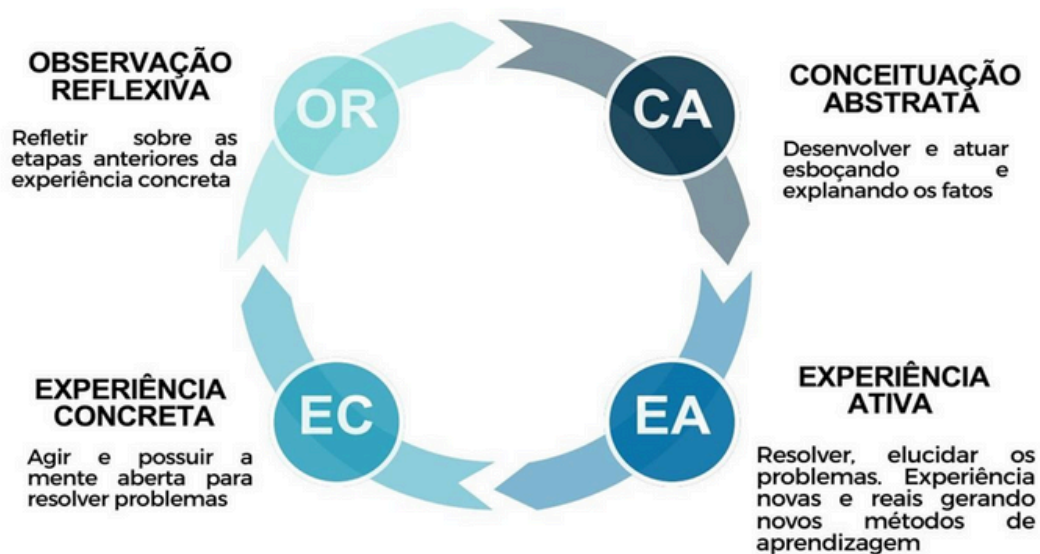 OBSERVAÇÃO
REFLEXIVA
Refletir sobre as
etapas anteriores da
experiência concreta
OR
CA
CONCEITUAÇÃO
ABSTRATA
Desenvolver e atuar
esboçando e
explanando os fatos
EXPERIÊNCIA
CONCRETA
Agir e possuir a
mente aberta para
resolver problemas
EC
EA
EXPERIÊNCIA
ATIVA
Resolver, elucidar os
problemas. Experiência
novas e reais gerando
novos métodos de
aprendizagem